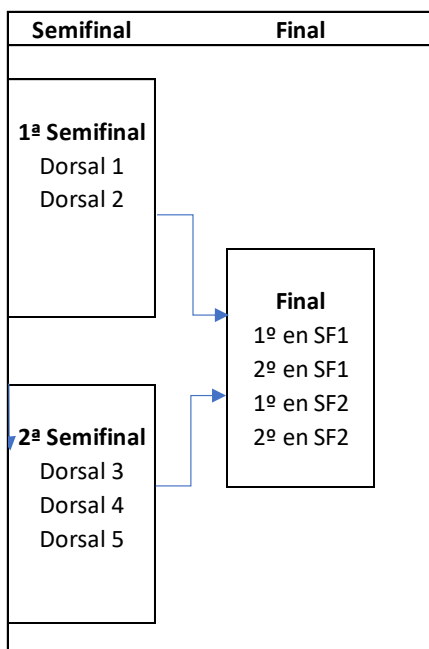 Semifinal Final
1ª Semifinal
Dorsal 1
Dorsal 2
Final
1º en SF1
2º en SF1
1º en SF2
2º en SF2
2ª Semifinal
Dorsal 3
Dorsal 4
Dorsal 5